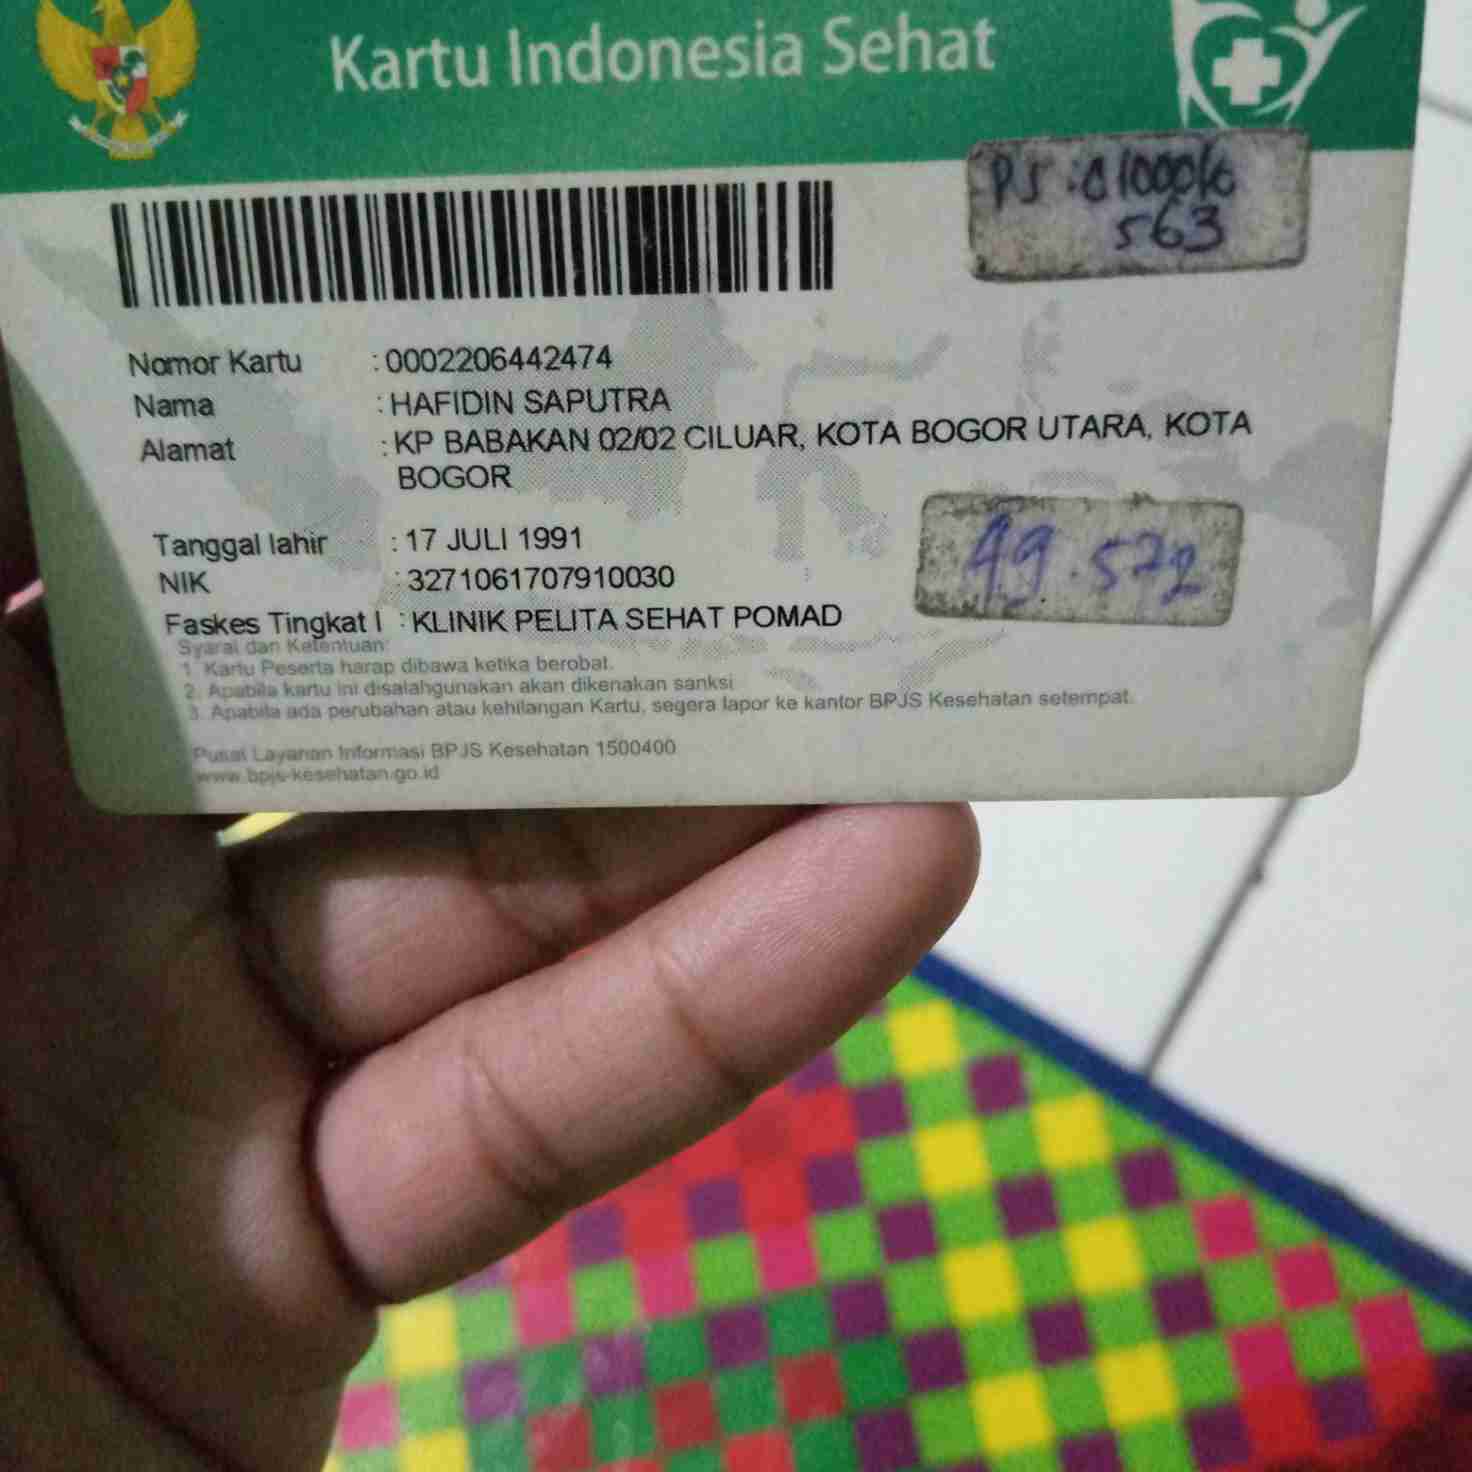 Kartu Indonesia Sehat
563
Nomor Kartu : 0002206442474
Nama : HAFIDIN SAPUTRA
Alamat : KP BABAKAN 02/02 CILUAR, KOTA BOGOR UTARA, KOTA
BOGOR
Tanggal lahir : 17 JULI 1991
NIK : 3271061707910030
49.572
Faskes Tingkat I : KLINIK PELITA SEHAT POMAD
Syarat dan Ketentuan:
1. Kartu Peserta harap dibawa ketika berobat.
2. Apabila kartu ini disalahgunakan akan dikenakan sanksi
3. Apabila ada perubahan atau kehilangan Kartu, segera lapor ke kantor BPJS Kesehatan setempat.
Pusat Layanan Informasi BPJS Kesehatan 1500400
www.bpjs-kesehatan.go.id